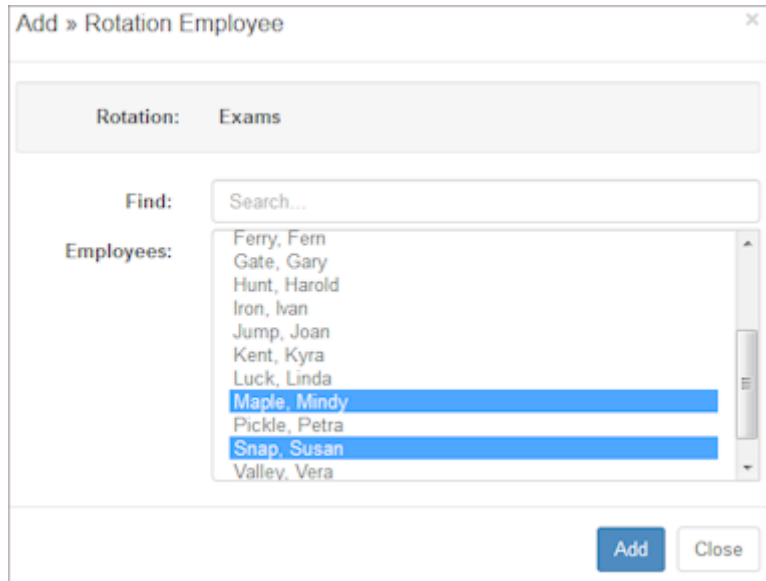 Add » Rotation Employee
×
Rotation: Exams
Find: Search...
Employees:
Ferry, Fern
Gate, Gary
Hunt, Harold
Iron, Ivan
Jump, Joan
Kent, Kyra
Luck, Linda
Maple, Mindy
Pickle, Petra
Snap, Susan
Valley, Vera
Add Close